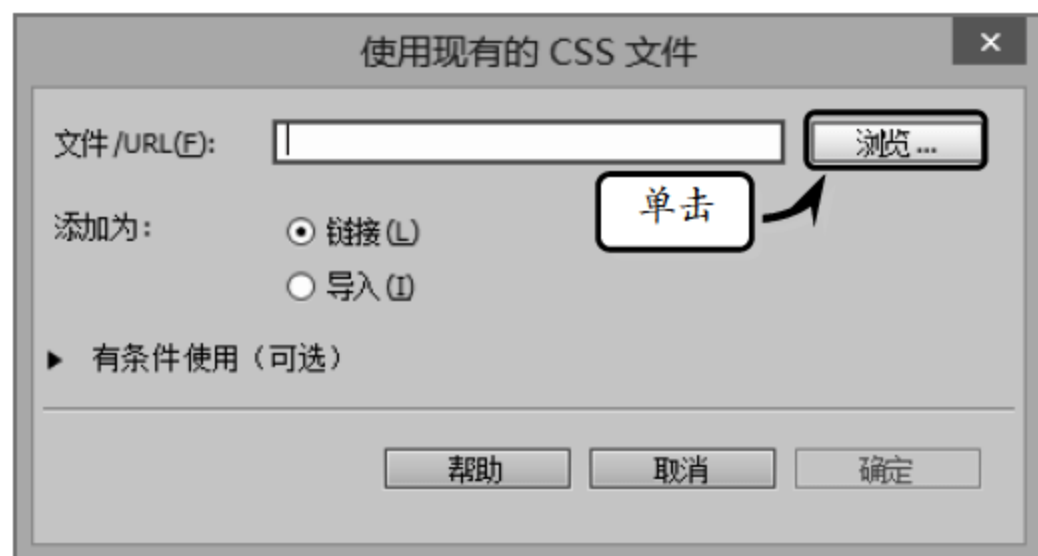 使用现有的 CSS 文件
文件/URL(F):
浏览...
单击
添加为:
链接(L)
导入(I)
有条件使用(可选)
帮助
取消
确定